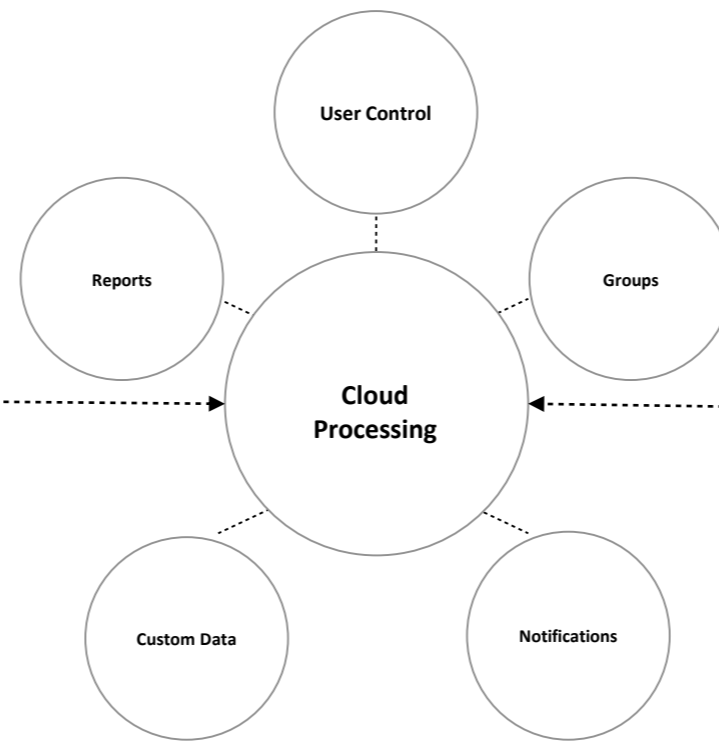 User Control
Reports
Groups
Cloud
Processing
Custom Data
Notifications